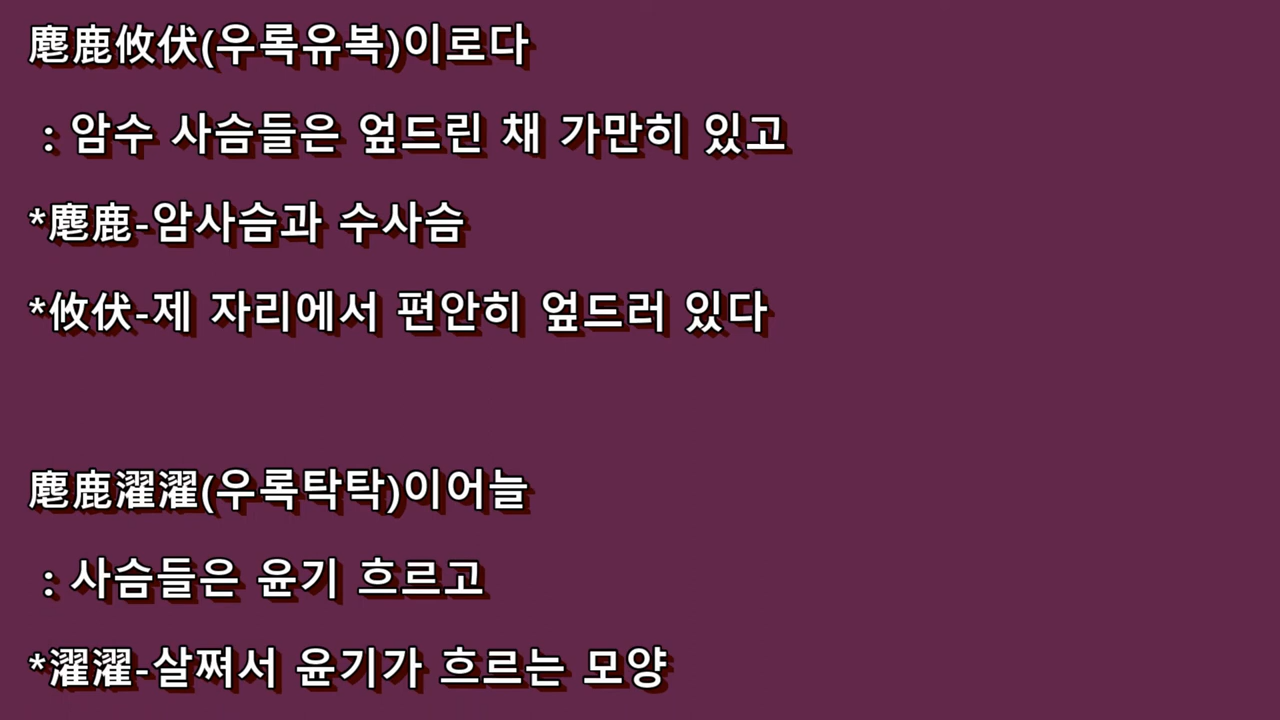 麀鹿攸伏(우록유복)이로다
: 암수 사슴들은 엎드린 채 가만히 있고
*麀鹿-암사슴과 수사슴
*攸伏-제 자리에서 편안히 엎드러 있다
麀鹿濯濯(우록탁탁)이어늘
: 사슴들은 윤기 흐르고
*濯濯-살쪄서 윤기가 흐르는 모양